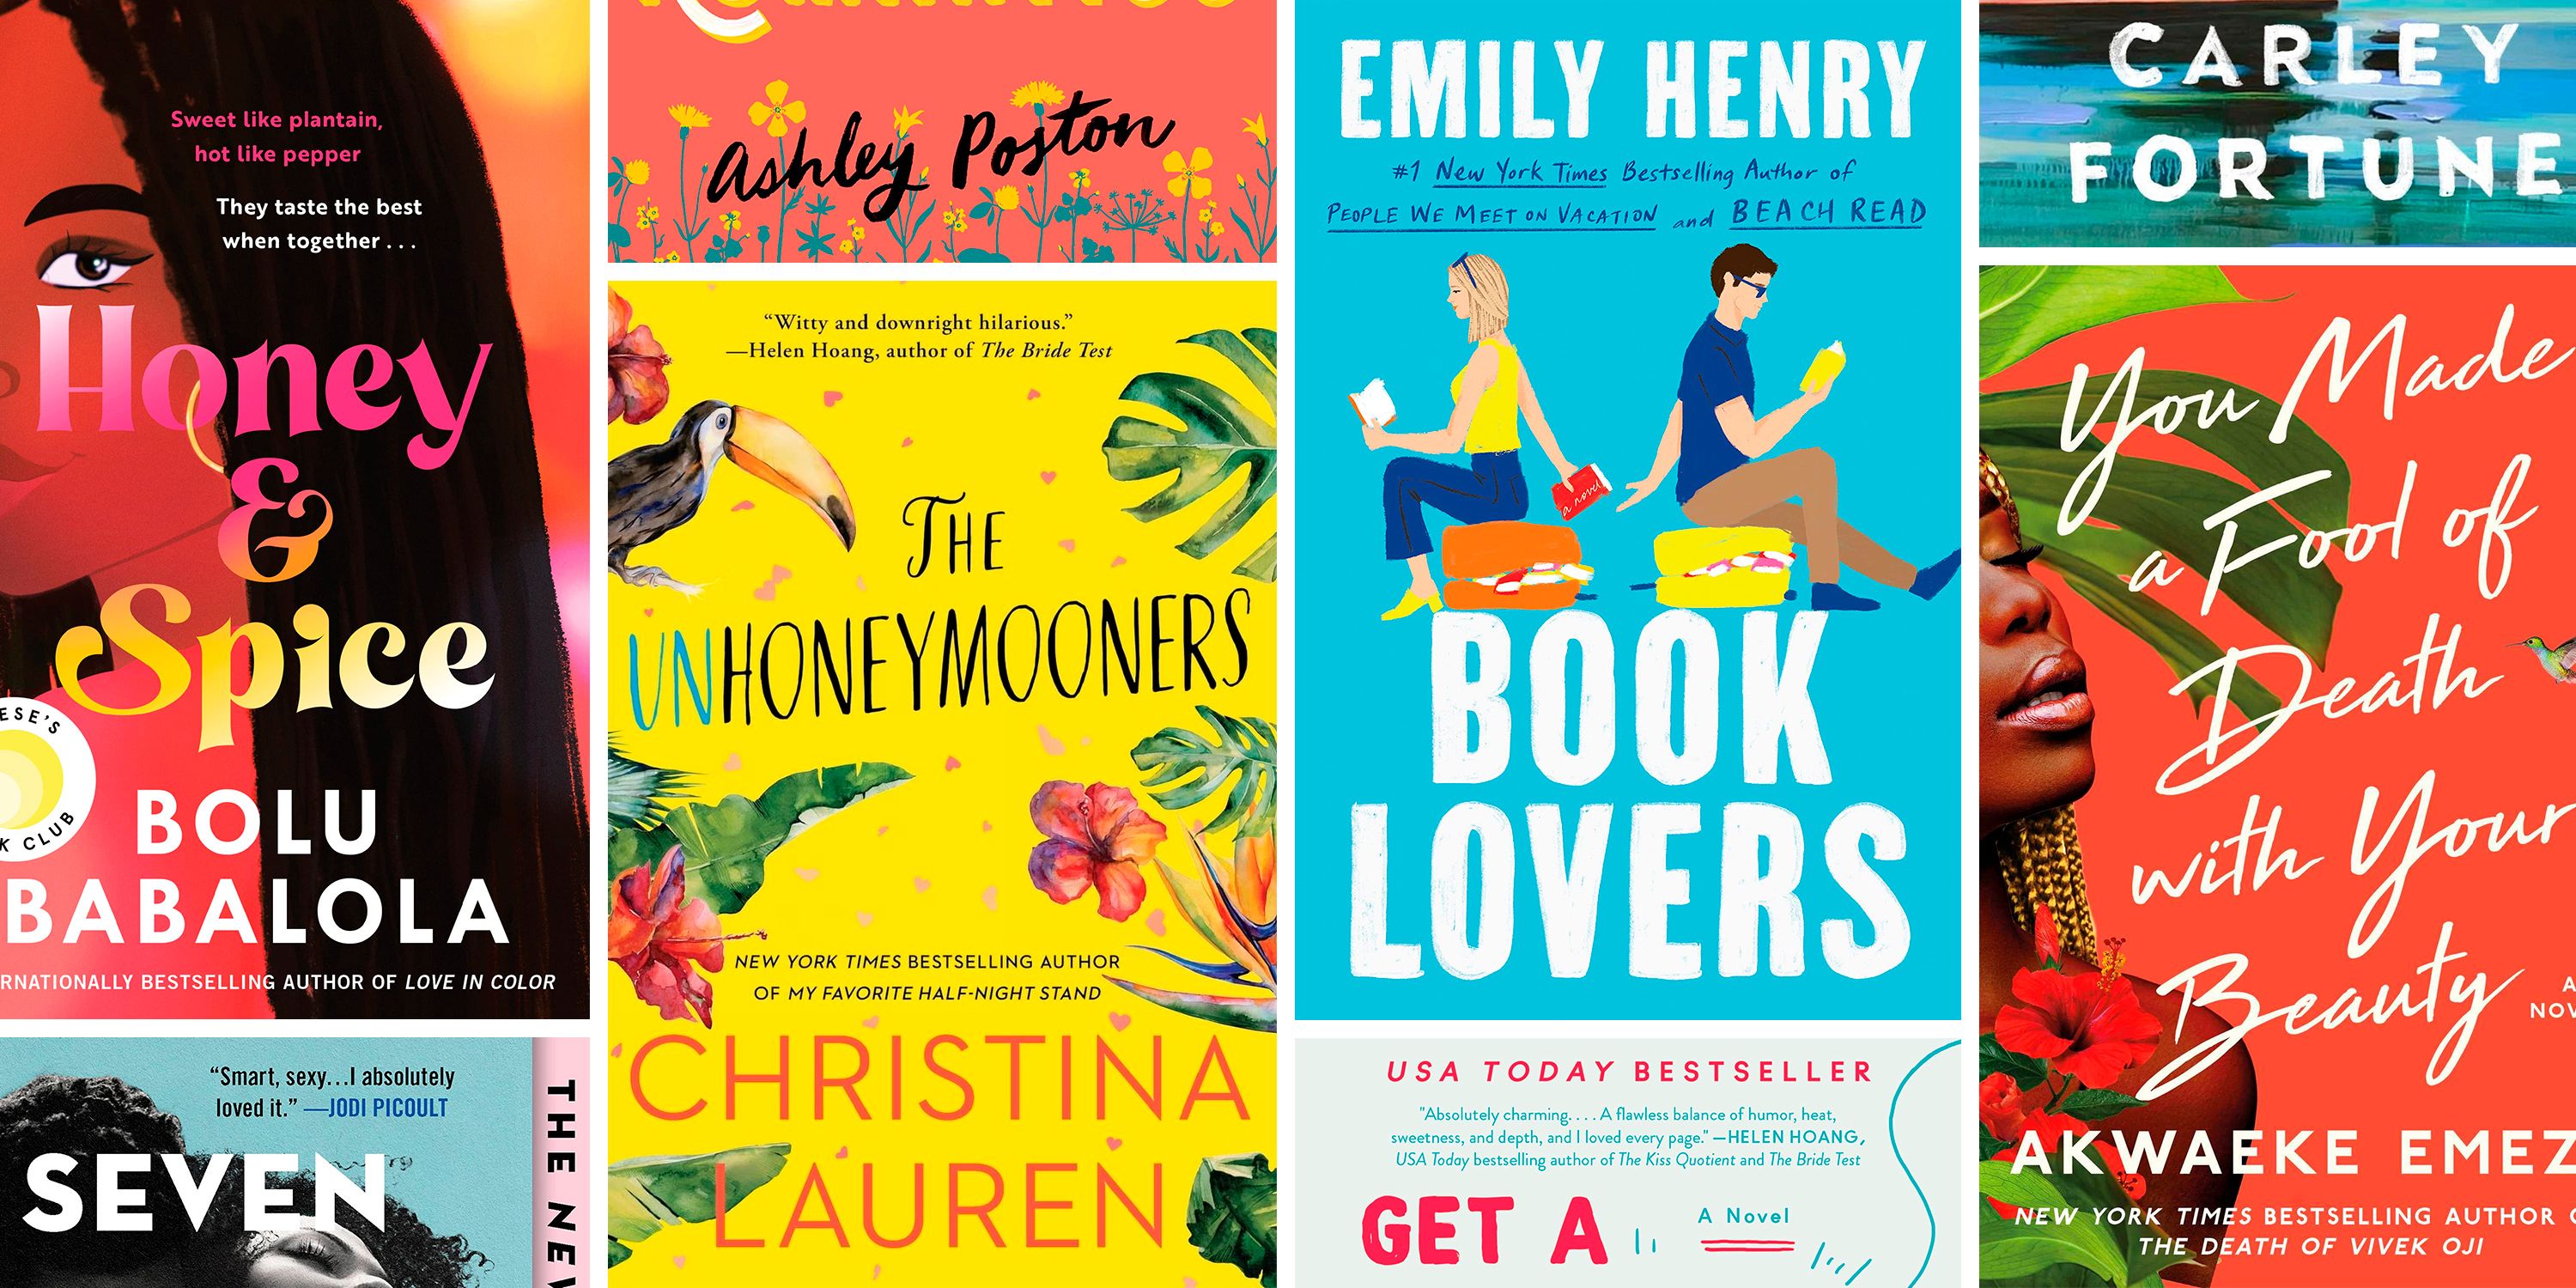 Sweet like plantain,
hot like pepper
They taste the best
when together . . .
Honey
&
Spice
ESE'S
K CLUB
BOLU
BABALOLA
RNATIONALLY BESTSELLING AUTHOR OF LOVE IN COLOR
“Smart, sexy…I absolutely
loved it.” —JODI PICOULT
SEVEN
THE NEW
Ashley Poston
“Witty and downright hilarious.”
—Helen Hoang, author of The Bride Test
THE
UNHONEYMOONERS
NEW YORK TIMES BESTSELLING AUTHOR
OF MY FAVORITE HALF-NIGHT STAND
CHRISTINA
LAUREN
EMILY HENRY
#1 New York Times Bestselling Author of
PEOPLE WE MEET ON VACATION and BEACH READ
a novel
BOOK
LOVERS
USA TODAY BESTSELLER
"Absolutely charming. . . . A flawless balance of humor, heat,
sweetness, and depth, and I loved every page." —HELEN HOANG,
USA Today bestselling author of The Kiss Quotient and The Bride Test
GET A
A Novel
CARLEY
FORTUNE
You Made
a Fool of
Death
with Your
Beauty
A
NOV
AKWAEKE EMEZ
NEW YORK TIMES BESTSELLING AUTHOR
THE DEATH OF VIVEK OJI